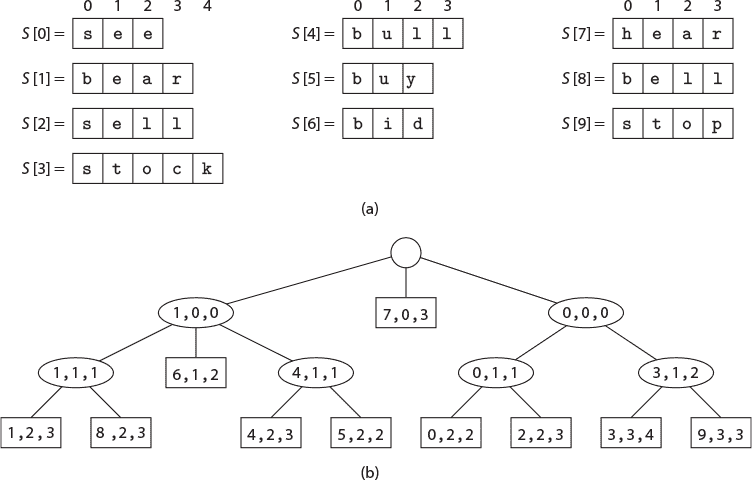 0 1 2 3 4
0 1 2 3
0 1 2 3
S[0]= s e e
S[4]= b u l l
S[7]= h e a r
S[1]= b e a r
S[5]= b u y
S[8]= b e l l
S[2]= s e l l
S[6]= b i d
S[9]= s t o p
S[3]= s t o c k
(a)
1,0,0
7,0,3
0,0,0
1,1,1
6,1,2
4,1,1
0,1,1
3,1,2
1,2,3
8 ,2,3
4,2,3
5,2,2
0,2,2
2,2,3
3,3,4
9,3,3
(b)